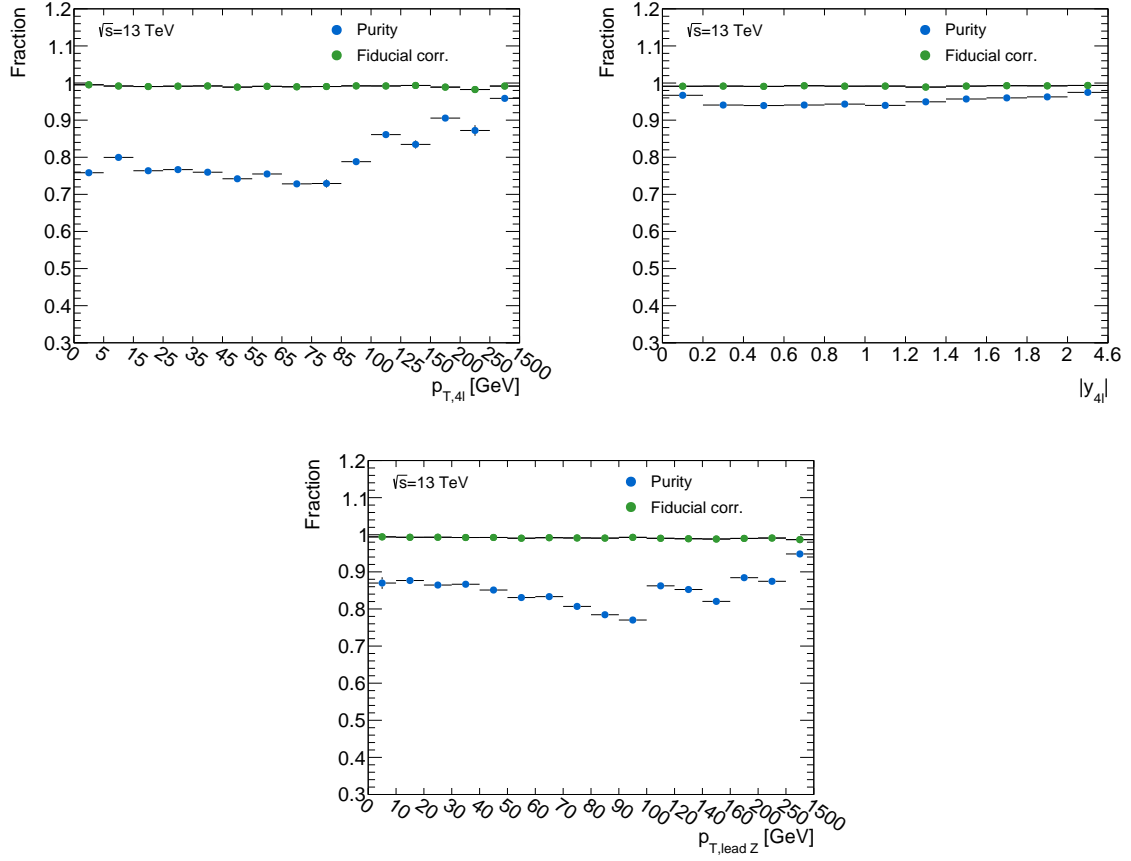 Fraction
√s=13 TeV
Purity
Fiducial corr.
1.2
1.1
1
0.9
0.8
0.7
0.6
0.5
0.4
0.3
0 5 15 25 35 45 55 65 75 85 100 125 150 200 250 1500
p_T,4l [GeV]
Fraction
√s=13 TeV
Purity
Fiducial corr.
1.2
1.1
1
0.9
0.8
0.7
0.6
0.5
0.4
0.3
0 0.2 0.4 0.6 0.8 1 1.2 1.4 1.6 1.8 2 4.6
|y_4l|
Fraction
√s=13 TeV
Purity
Fiducial corr.
1.2
1.1
1
0.9
0.8
0.7
0.6
0.5
0.4
0.3
0 10 20 30 40 50 60 70 80 90 100 120 140 160 200 250 1500
p_T,lead Z [GeV]